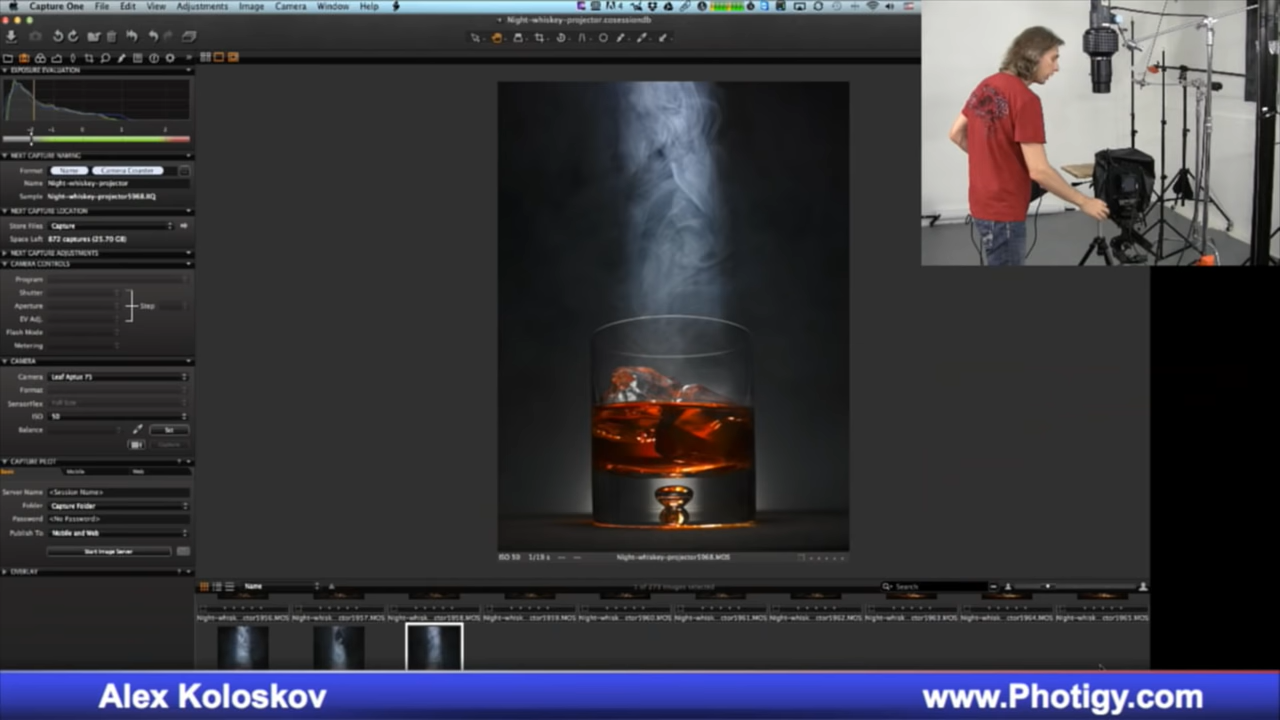 Capture One File Edit View Adjustments Image Camera Window Help
Night-whiskey-projector.cosessiondb
EXPOSURE EVALUATION
NEXT CAPTURE NAMING
Format Name Camera Counter
Name Night-whiskey-projector
Sample Night-whiskey-projector5968.IIQ
NEXT CAPTURE LOCATION
Store Files Capture
Space Left 872 captures (25.70 GB)
NEXT CAPTURE ADJUSTMENTS
CAMERA CONTROLS
Program
Shutter
Aperture Step
EV Adj.
Flash Mode
Metering
CAMERA
Camera Leaf Aptus 75
Format
Sensorflex Full Size
ISO 50
Balance Set
CAPTURE PILOT
Basic Mobile Web
Server Name <Session Name>
Folder Capture Folder
Password <No Password>
Publish To Mobile and Web
Start Image Server
OVERLAY
ISO 50 Night-whiskey-projector5968.MOS
Name Search
Alex Koloskov www.Photigy.com